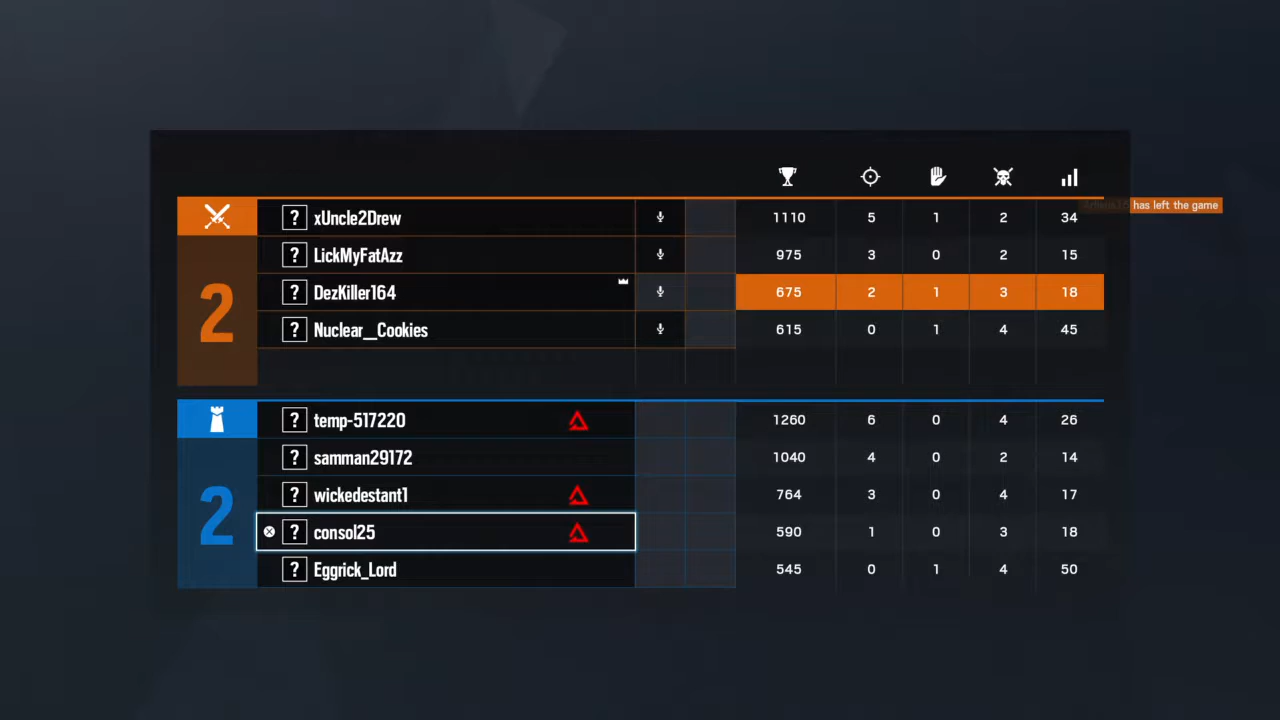 ? xUncle2Drew 1110 5 1 2 34
has left the game
? LickMyFatAzz 975 3 0 2 15
2
? DezKiller164 675 2 1 3 18
? Nuclear__Cookies 615 0 1 4 45
? temp-517220 1260 6 0 4 26
? samman29172 1040 4 0 2 14
2
? wickedestant1 764 3 0 4 17
? consol25 590 1 0 3 18
? Eggrick_Lord 545 0 1 4 50